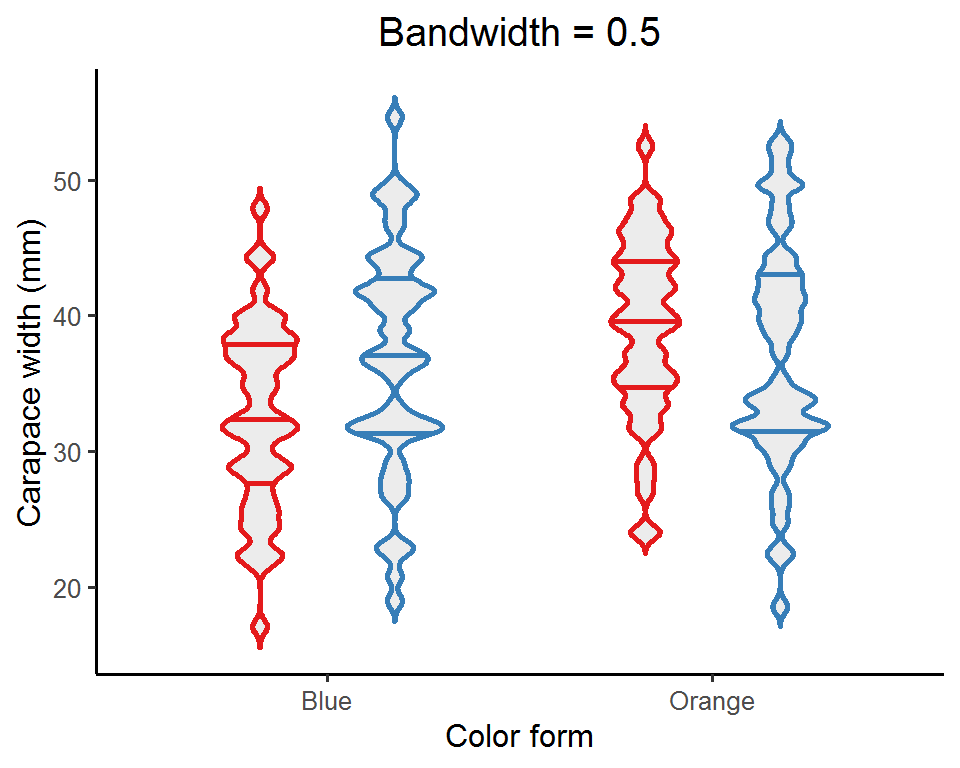 Bandwidth = 0.5
Carapace width (mm)
50
40
30
20
Blue
Orange
Color form